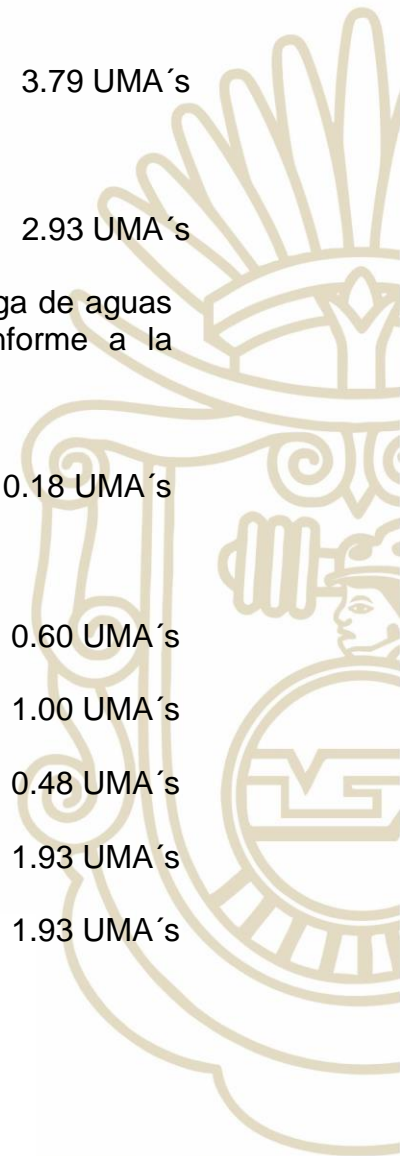 3.79 UMA´s
2.93 UMA´s
ga de aguas
nforme a la
0.18 UMA´s
0.60 UMA´s
1.00 UMA´s
0.48 UMA´s
1.93 UMA´s
1.93 UMA´s